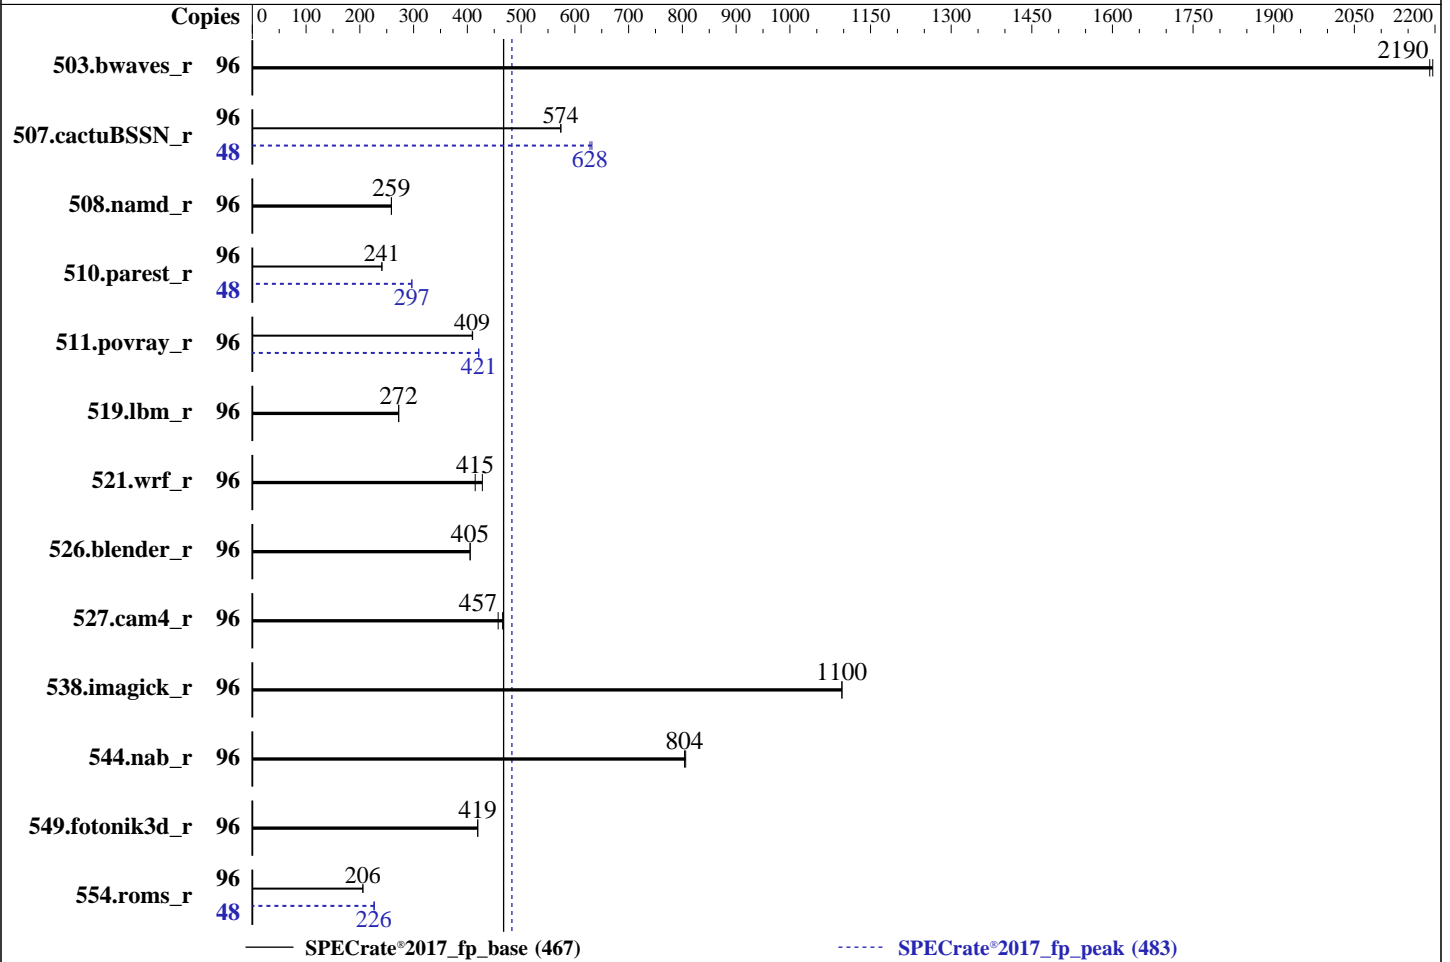 Copies 0 100 200 300 400 500 600 700 800 900 1000 1150 1300 1450 1600 1750 1900 2050 2200
503.bwaves_r 96 2190
507.cactuBSSN_r 96 574
48 628
508.namd_r 96 259
510.parest_r 96 241
48 297
511.povray_r 96 409
421
519.lbm_r 96 272
521.wrf_r 96 415
526.blender_r 96 405
527.cam4_r 96 457
538.imagick_r 96 1100
544.nab_r 96 804
549.fotonik3d_r 96 419
554.roms_r 96 206
48 226
SPECrate®2017_fp_base (467) SPECrate®2017_fp_peak (483)